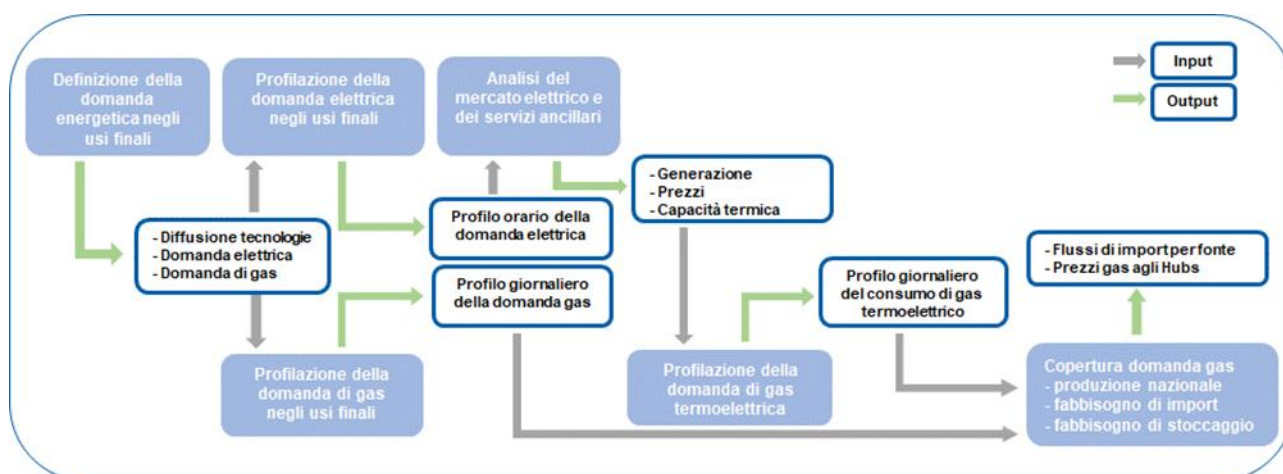 Definizione della
domanda
energetica negli
usi finali
Profilazione della
domanda elettrica
negli usi finali
Analisi del
mercato elettrico e
dei servizi ancillari
Input
Output
- Generazione
- Prezzi
- Capacità termica
- Diffusione tecnologie
- Domanda elettrica
- Domanda di gas
Profilo orario della
domanda elettrica
Profilo giornaliero
della domanda gas
Profilo giornaliero
del consumo di gas
termoelettrico
- Flussi di import per fonte
- Prezzi gas agli Hubs
Profilazione della
domanda di gas
negli usi finali
Profilazione della
domanda di gas
termoelettrica
Copertura domanda gas
- produzione nazionale
- fabbisogno di import
- fabbisogno di stoccaggio